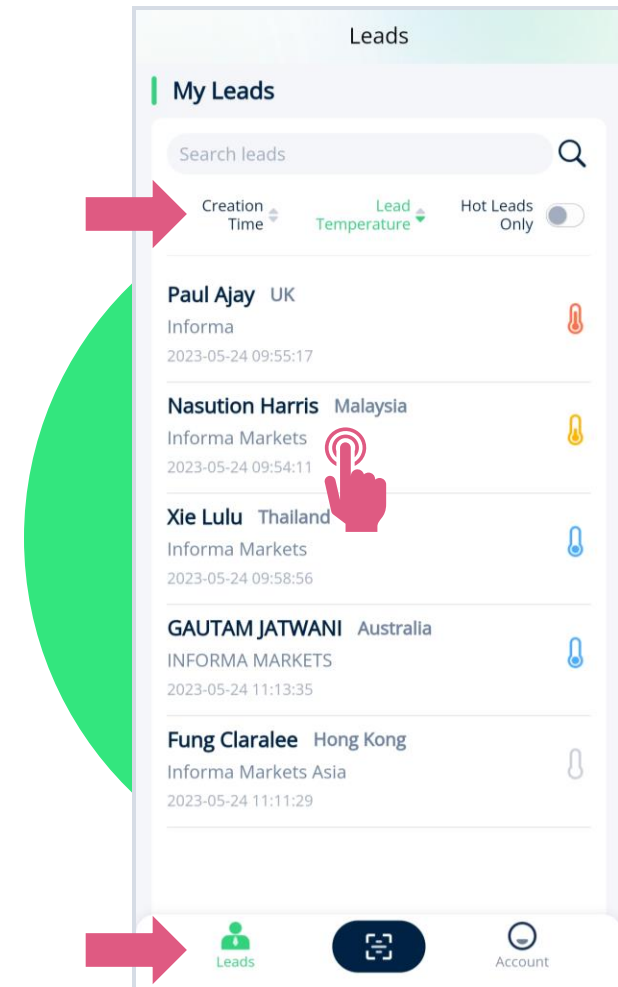 Leads
My Leads
Search leads
Creation Time
Lead Temperature
Hot Leads Only
Paul Ajay UK
Informa
2023-05-24 09:55:17
Nasution Harris Malaysia
Informa Markets
2023-05-24 09:54:11
Xie Lulu Thailand
Informa Markets
2023-05-24 09:58:56
GAUTAM JATWANI Australia
INFORMA MARKETS
2023-05-24 11:13:35
Fung Claralee Hong Kong
Informa Markets Asia
2023-05-24 11:11:29
Leads
Account